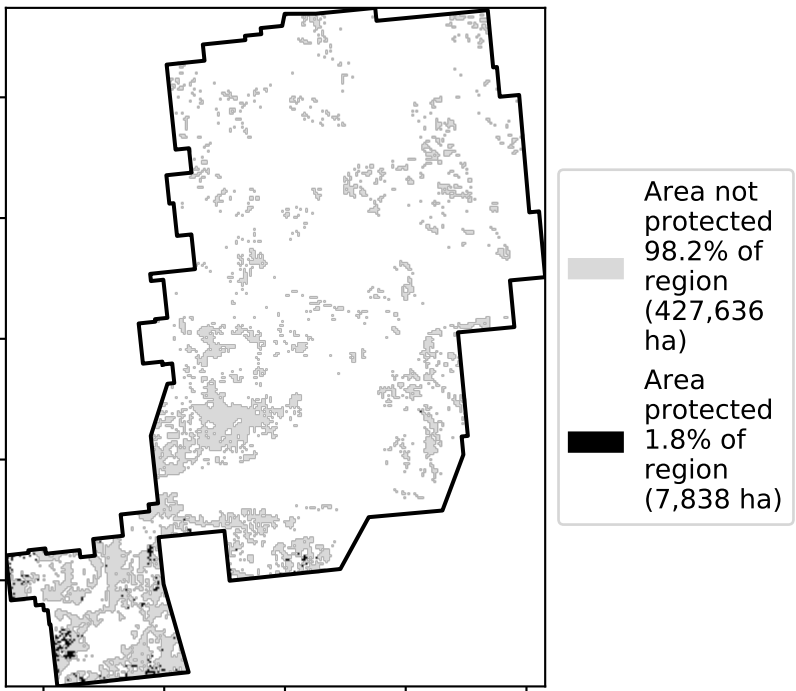 Area not
protected
98.2% of
region
(427,636
ha)
Area
protected
1.8% of
region
(7,838 ha)